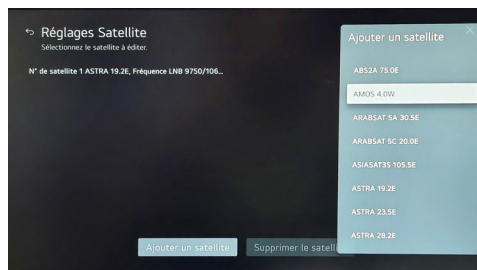 Réglages Satellite
Sélectionnez le satellite à éditer.
N° de satellite 1 ASTRA 19.2E, Fréquence LNB 9750/106...
Ajouter un satellite
Supprimer le satell
Ajouter un satellite
ABS2A 75.0E
AMOS 4.0W
ARABSAT 5A 30.5E
ARABSAT 5C 20.0E
ASIASAT3S 105.5E
ASTRA 19.2E
ASTRA 23.5E
ASTRA 28.2E